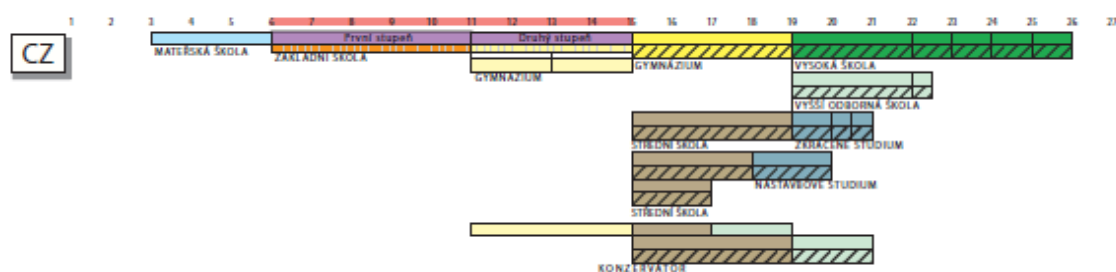 1 2 3 4 5 6 7 8 9 10 11 12 13 14 15 16 17 18 19 20 21 22 23 24 25 26 27
CZ
První stupeň Druhý stupeň
MATEŘSKÁ ŠKOLA ZÁKLADNÍ ŠKOLA GYMNÁZIUM GYMNÁZIUM VYSOKÁ ŠKOLA
VYŠŠÍ ODBORNÁ ŠKOLA
STŘEDNÍ ŠKOLA ZKRÁCENÉ STUDIUM
NÁSTAVBOVÉ STUDIUM
STŘEDNÍ ŠKOLA
KONZERVATOŘ